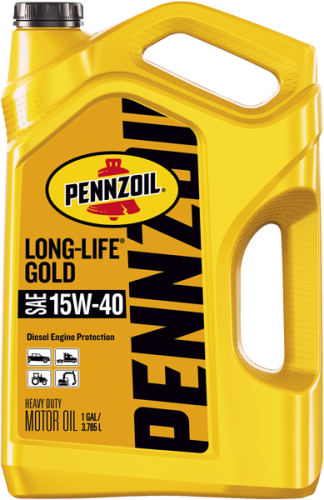 PENNZOIL®
LONG-LIFE®
GOLD
SAE 15W-40
Diesel Engine Protection
HEAVY DUTY
MOTOR OIL
1 GAL/
3.785 L
PENNZOIL